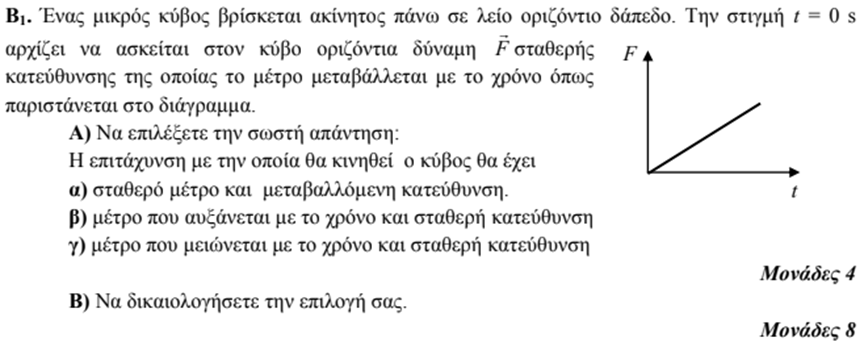 Β₁. Ένας μικρός κύβος βρίσκεται ακίνητος πάνω σε λείο οριζόντιο δάπεδο. Την στιγμή t = 0 s
αρχίζει να ασκείται στον κύβο οριζόντια δύναμη F⃗ σταθερής
κατεύθυνσης της οποίας το μέτρο μεταβάλλεται με το χρόνο όπως
παριστάνεται στο διάγραμμα.
F
t
Α) Να επιλέξετε την σωστή απάντηση:
Η επιτάχυνση με την οποία θα κινηθεί ο κύβος θα έχει
α) σταθερό μέτρο και μεταβαλλόμενη κατεύθυνση.
β) μέτρο που αυξάνεται με το χρόνο και σταθερή κατεύθυνση
γ) μέτρο που μειώνεται με το χρόνο και σταθερή κατεύθυνση
Μονάδες 4
Β) Να δικαιολογήσετε την επιλογή σας.
Μονάδες 8